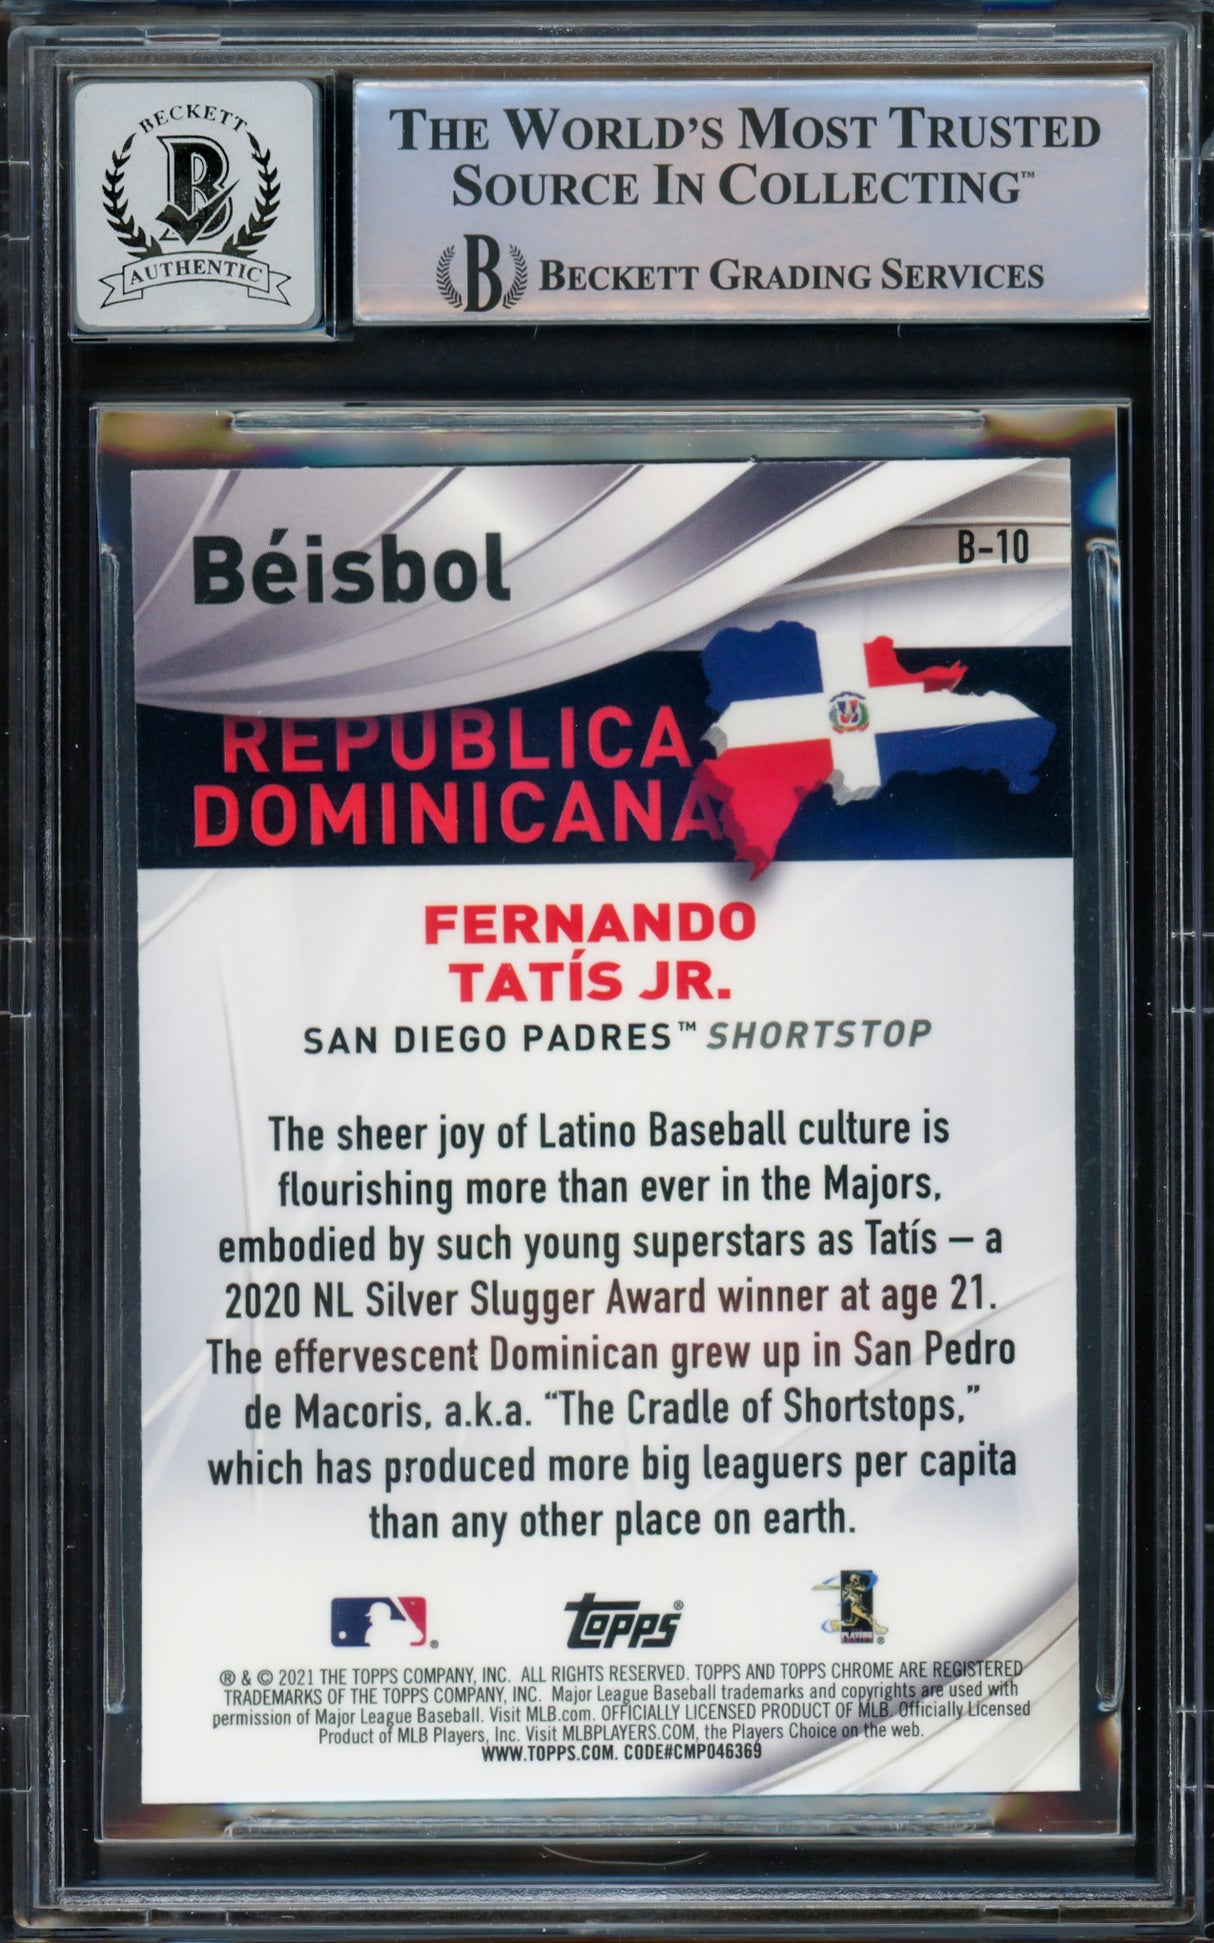 BECKETT
B
AUTHENTIC
THE WORLD'S MOST TRUSTED
SOURCE IN COLLECTING™
B BECKETT GRADING SERVICES
Béisbol
B-10
REPÚBLICA
DOMINICANA
FERNANDO
TATÍS JR.
SAN DIEGO PADRES™ SHORTSTOP
The sheer joy of Latino Baseball culture is
flourishing more than ever in the Majors,
embodied by such young superstars as Tatís – a
2020 NL Silver Slugger Award winner at age 21.
The effervescent Dominican grew up in San Pedro
de Macoris, a.k.a. “The Cradle of Shortstops,”
which has produced more big leaguers per capita
than any other place on earth.
®
topps®
PLAYERS
®
® & © 2021 THE TOPPS COMPANY, INC. ALL RIGHTS RESERVED. TOPPS AND TOPPS CHROME ARE REGISTERED
TRADEMARKS OF THE TOPPS COMPANY, INC. Major League Baseball trademarks and copyrights are used with
permission of Major League Baseball. Visit MLB.com. OFFICIALLY LICENSED PRODUCT OF MLB. Officially Licensed
Product of MLB Players, Inc. Visit MLBPLAYERS.COM, the Players Choice on the web.
WWW.TOPPS.COM. CODE#CMP046369